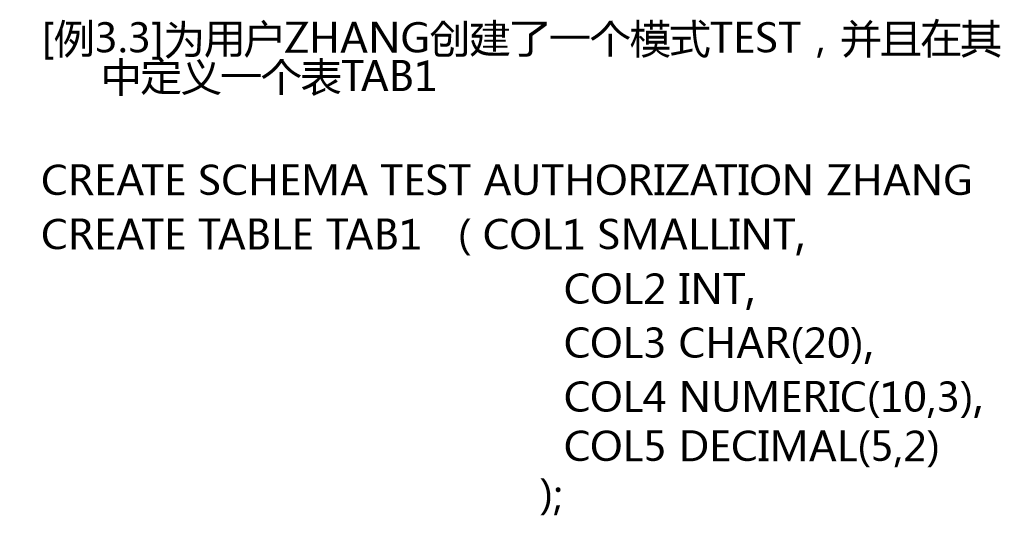 [例3.3]为用户ZHANG创建了一个模式TEST，并且在其
中定义一个表TAB1
CREATE SCHEMA TEST AUTHORIZATION ZHANG
CREATE TABLE TAB1 （ COL1 SMALLINT,
COL2 INT,
COL3 CHAR(20),
COL4 NUMERIC(10,3),
COL5 DECIMAL(5,2)
);